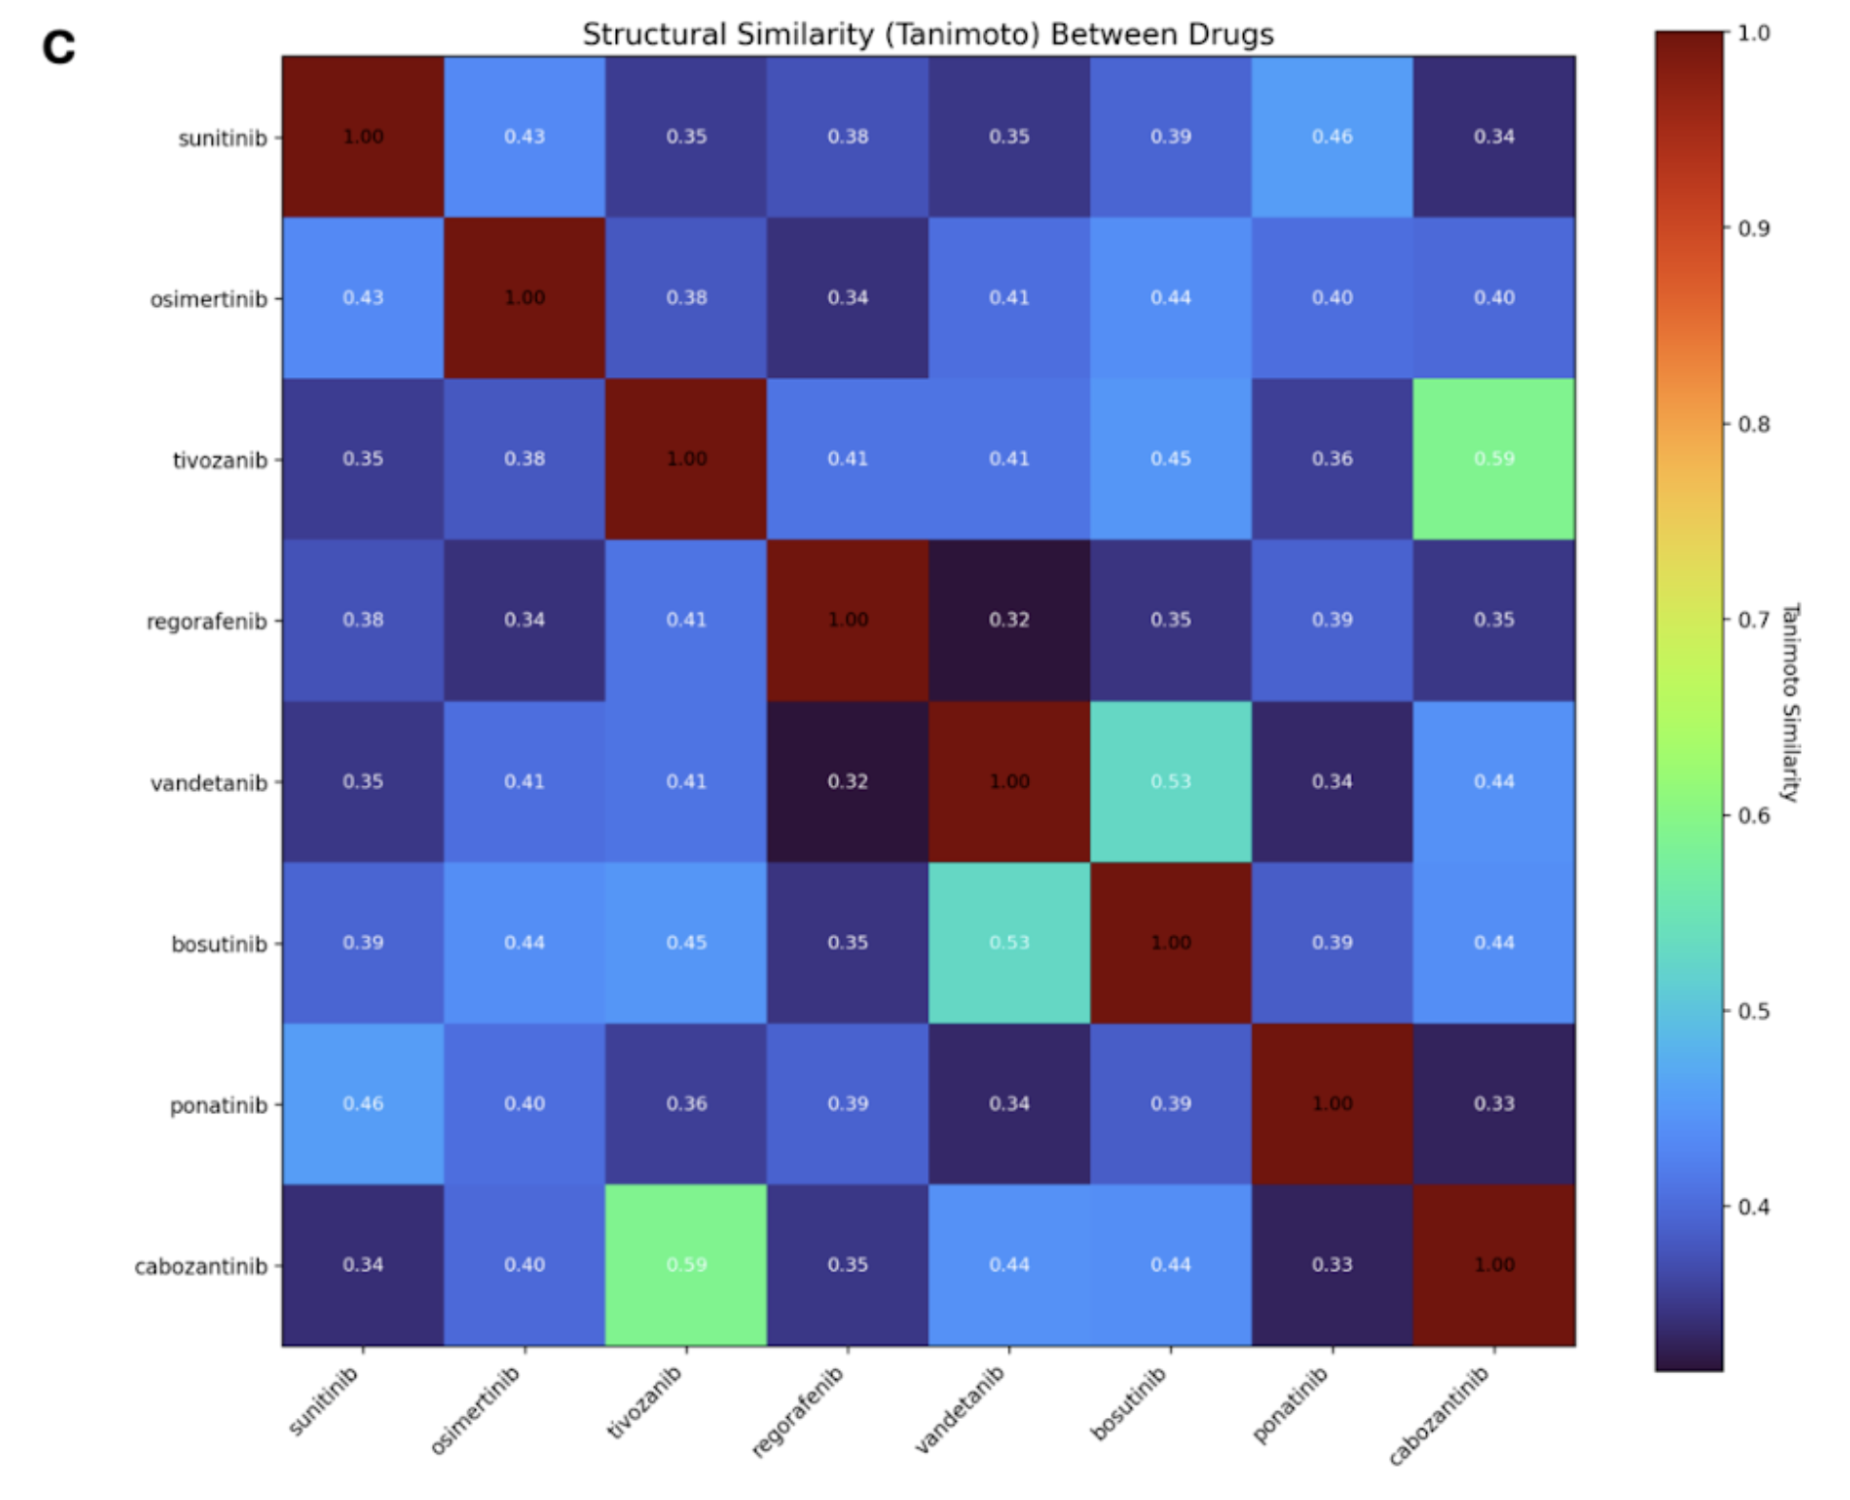 C
Structural Similarity (Tanimoto) Between Drugs
sunitinib 1.00 0.43 0.35 0.38 0.35 0.39 0.46 0.34
osimertinib 0.43 1.00 0.38 0.34 0.41 0.44 0.40 0.40
tivozanib 0.35 0.38 1.00 0.41 0.41 0.45 0.36 0.59
regorafenib 0.38 0.34 0.41 1.00 0.32 0.35 0.39 0.35
vandetanib 0.35 0.41 0.41 0.32 1.00 0.53 0.34 0.44
bosutinib 0.39 0.44 0.45 0.35 0.53 1.00 0.39 0.44
ponatinib 0.46 0.40 0.36 0.39 0.34 0.39 1.00 0.33
cabozantinib 0.34 0.40 0.59 0.35 0.44 0.44 0.33 1.00
sunitinib osimertinib tivozanib regorafenib vandetanib bosutinib ponatinib cabozantinib
1.0
0.9
0.8
0.7
0.6
0.5
0.4
Tanimoto Similarity